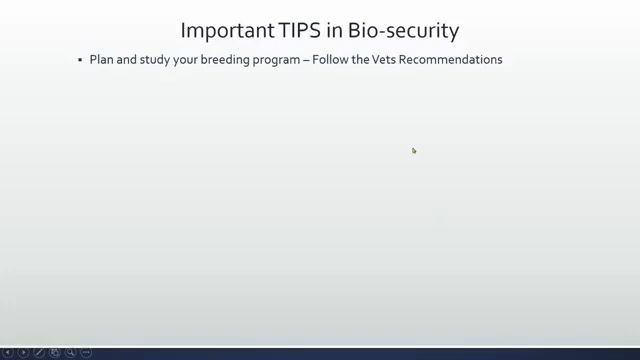 Important TIPS in Bio-security
▪ Plan and study your breeding program – Follow the Vets Recommendations